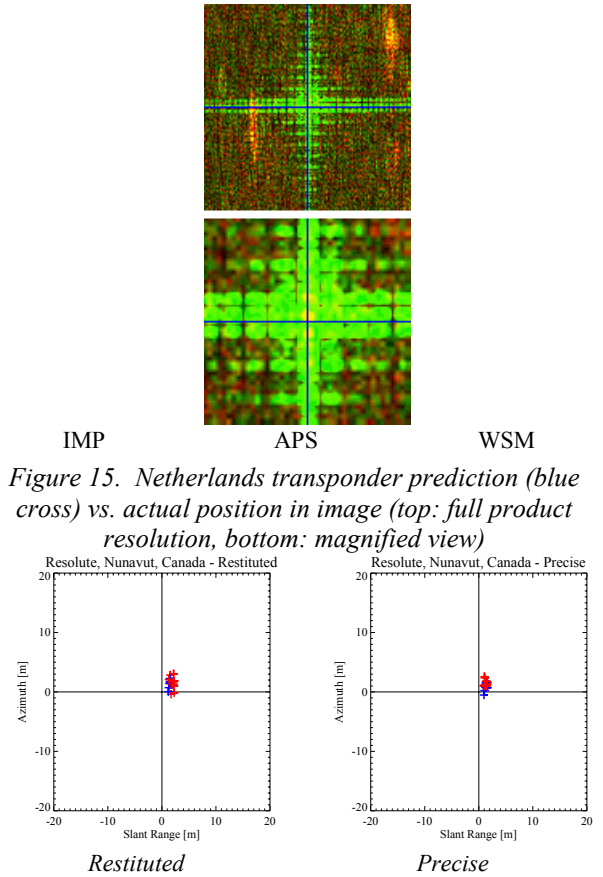 IMP APS WSM
Figure 15. Netherlands transponder prediction (blue
cross) vs. actual position in image (top: full product
resolution, bottom: magnified view)
Resolute, Nunavut, Canada - Restituted
20
10
0
-10
-20
Azimuth [m]
-20 -10 0 10 20
Slant Range [m]
Restituted
Resolute, Nunavut, Canada - Precise
20
10
0
-10
-20
Azimuth [m]
-20 -10 0 10 20
Slant Range [m]
Precise